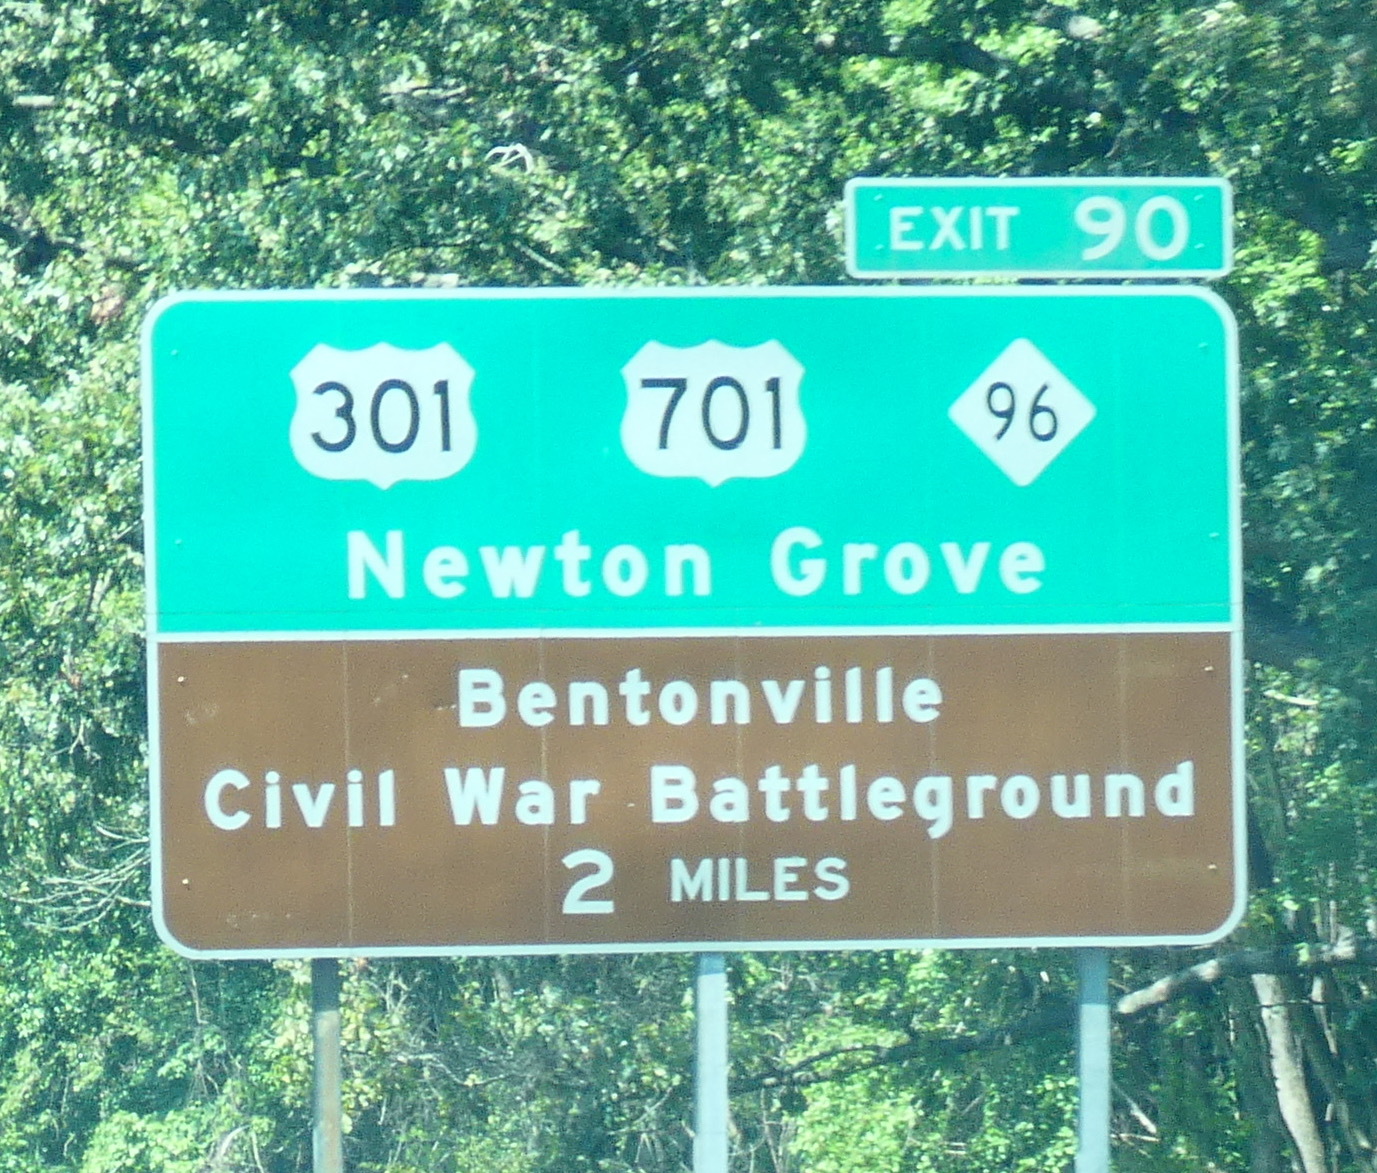 EXIT 90
301 701 96
Newton Grove
Bentonville
Civil War Battleground
2 MILES